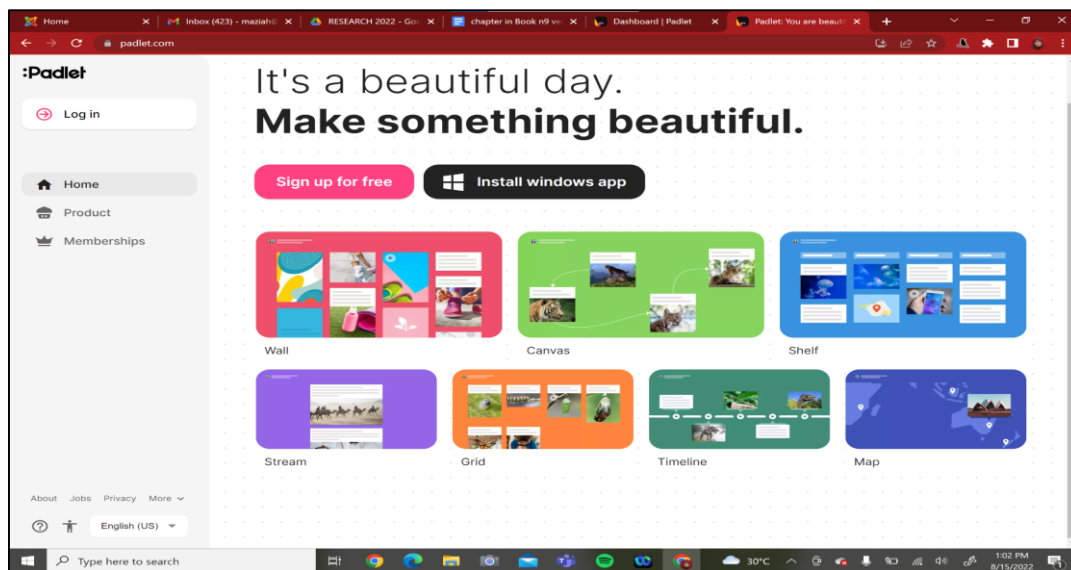 Home
Inbox (423) - maziah@
RESEARCH 2022 - Goo
chapter in Book n9 ve
Dashboard | Padlet
Padlet: You are beauti
padlet.com
:Padlet
Log in
Home
Product
Memberships
It's a beautiful day.
Make something beautiful.
Sign up for free
Install windows app
Wall
Canvas
Shelf
Stream
Grid
Timeline
Map
About Jobs Privacy More
English (US)
Type here to search
30°C
1:02 PM
8/15/2022